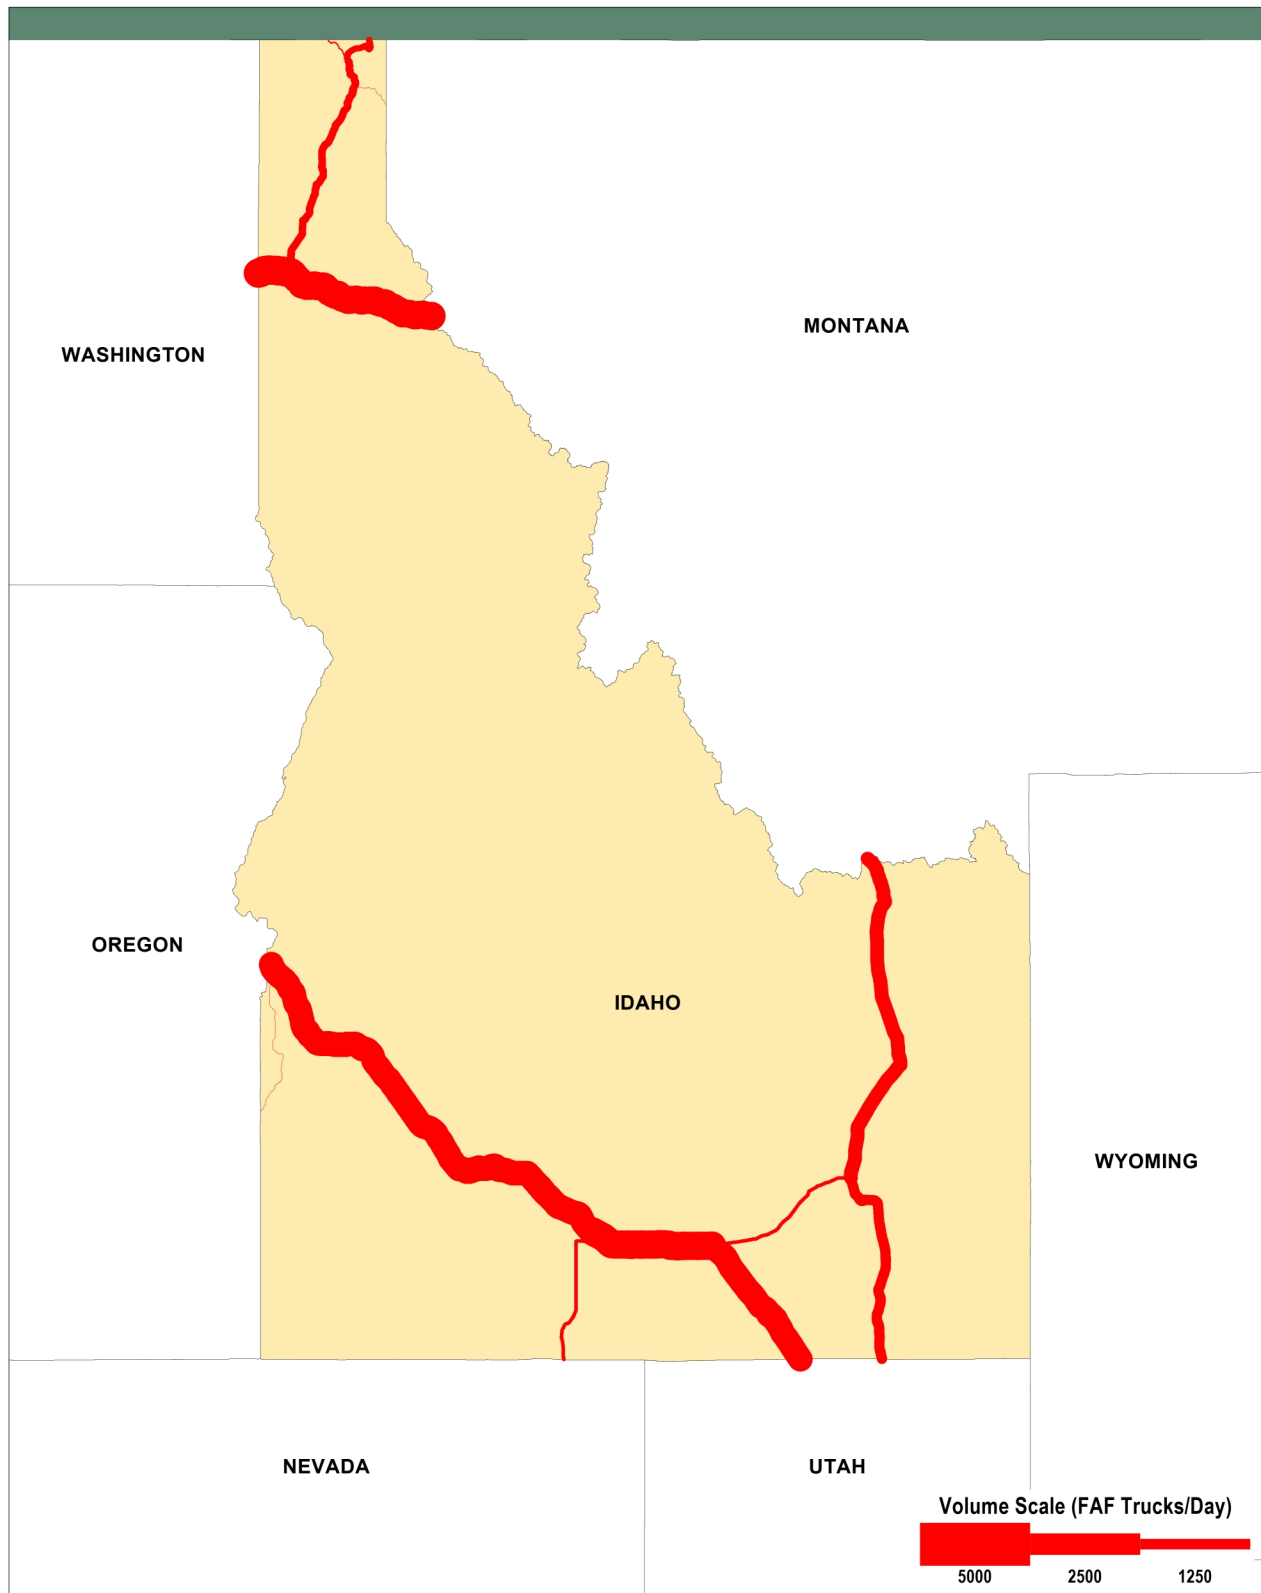 MONTANA
WASHINGTON
OREGON
IDAHO
WYOMING
NEVADA
UTAH
Volume Scale (FAF Trucks/Day)
5000 2500 1250